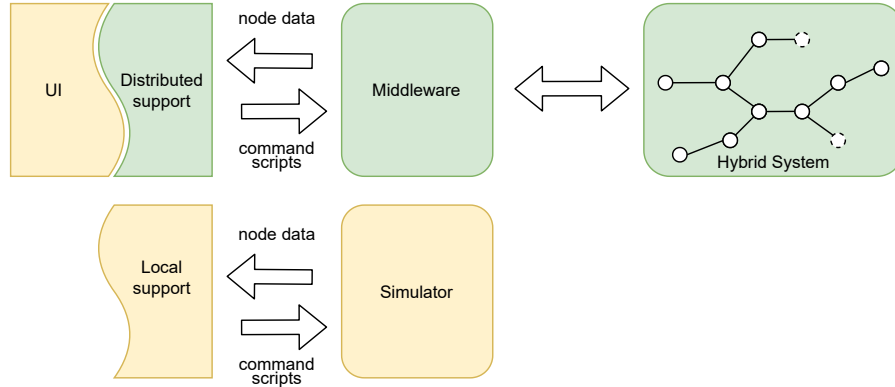 node data
UI
Distributed
support
Middleware
command
scripts
Hybrid System
node data
Local
support
Simulator
command
scripts